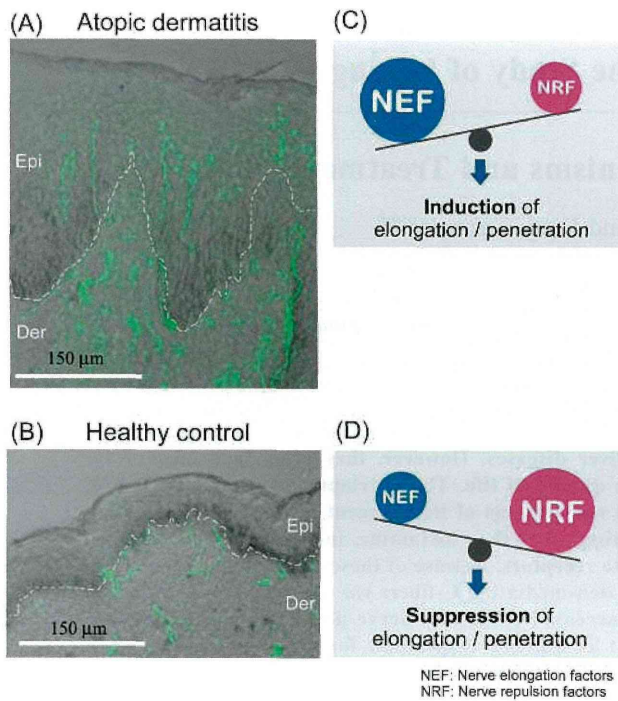 (A)
Atopic dermatitis
Epi
Der
150 µm
(B)
Healthy control
Epi
Der
150 µm
(C)
NEF
NRF
Induction of
elongation / penetration
(D)
NEF
NRF
Suppression of
elongation / penetration
NEF: Nerve elongation factors
NRF: Nerve repulsion factors